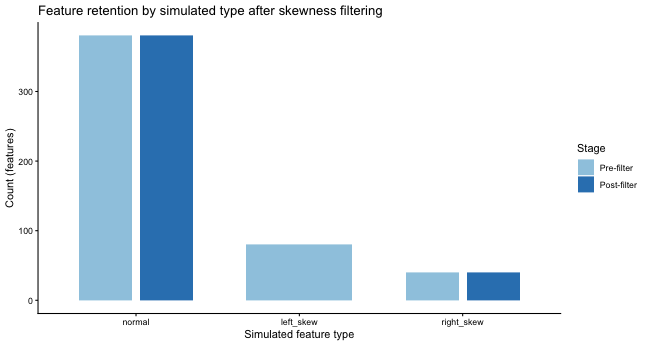 Feature retention by simulated type after skewness filtering
Count (features)
300
200
100
0
normal
left_skew
right_skew
Simulated feature type
Stage
Pre-filter
Post-filter